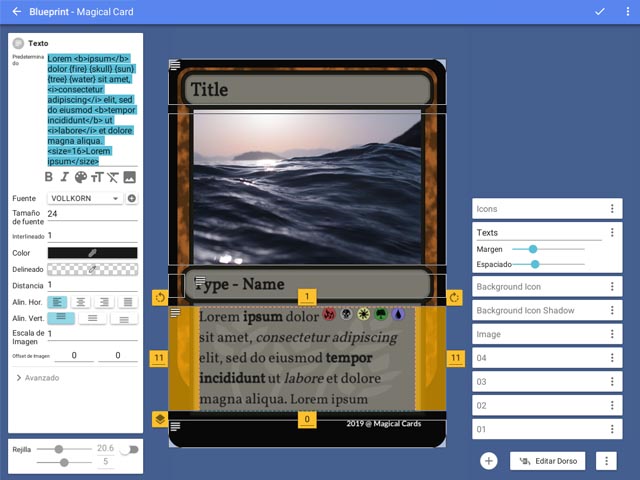 Blueprint - Magical Card
Texto
Predeterminado
Lorem <b>ipsum</b>
dolor {fire} {skull} {sun}
{tree} {water} sit amet,
<i>consectetur
adipiscing</i> elit, sed
do eiusmod <b>tempor
incididunt</b> ut
<i>labore</i> et dolore
magna aliqua.
<size=16>Lorem
ipsum</size>
B I
Fuente VOLLKORN
Tamaño
de fuente 24
Interlineado 1
Color
Delineado
Distancia 1
Alin. Hor.
Alin. Vert.
Escala de
Imagen 1
Offset de Imagen 0 0
Avanzado
Rejilla 20.6
5
Title
Type - Name
1
Lorem ipsum dolor
sit amet, consectetur adipiscing
elit, sed do eiusmod tempor
incididunt ut labore et dolore
magna aliqua. Lorem ipsum
11
11
0
2019 @ Magical Cards
Icons
Texts
Margen
Espaciado
Background Icon
Background Icon Shadow
Image
04
03
02
01
Editar Dorso